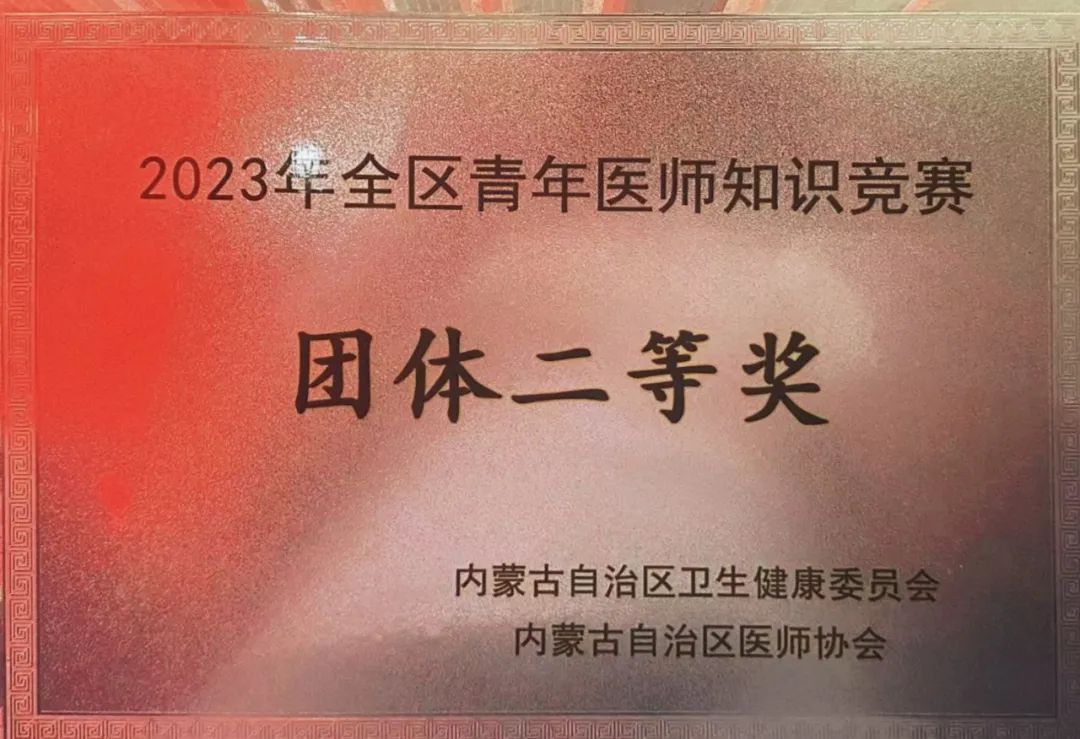 2023年全区青年医师知识竞赛
团体二等奖
内蒙古自治区卫生健康委员会
内蒙古自治区医师协会